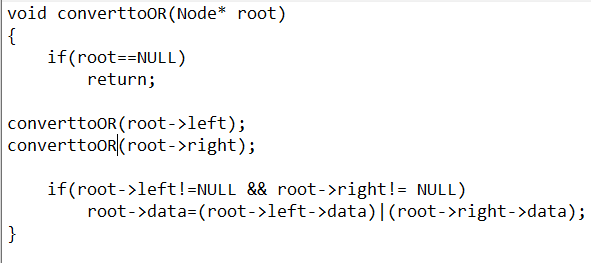 void converttoOR(Node* root)
{
    if(root==NULL)
        return;

converttoOR(root->left);
converttoOR(root->right);

    if(root->left!=NULL && root->right!= NULL)
        root->data=(root->left->data)|(root->right->data);
}